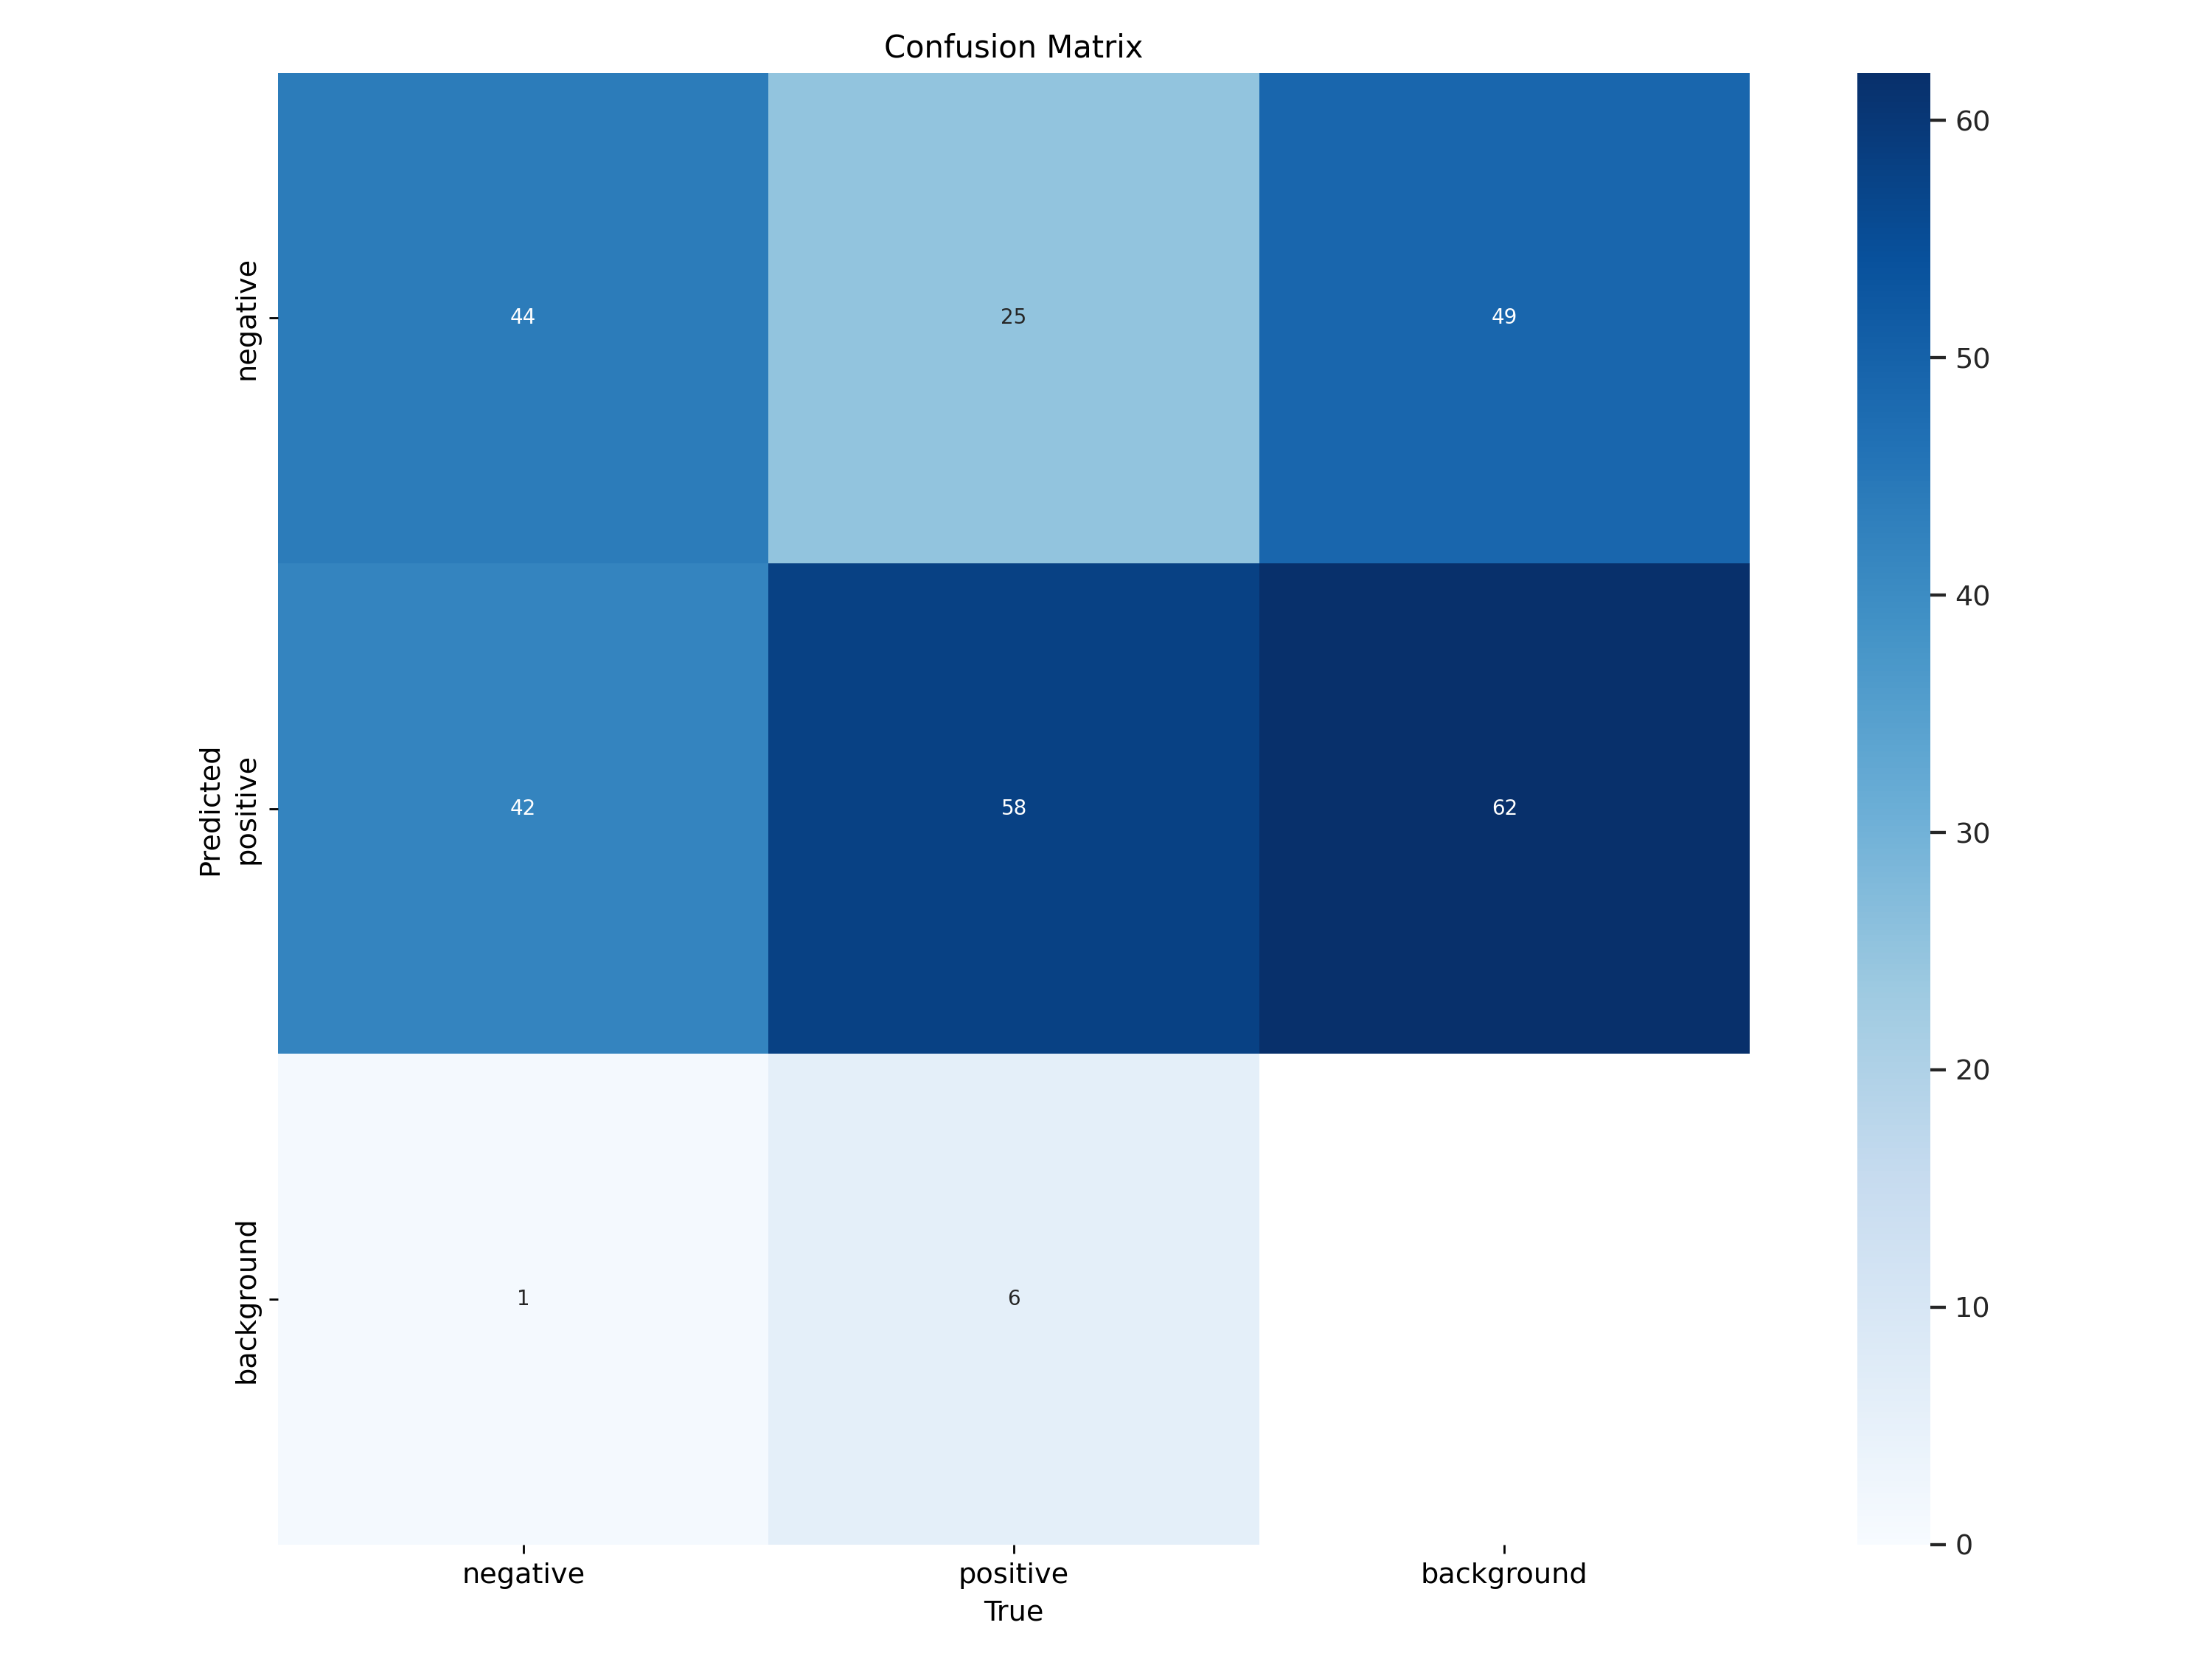 Confusion Matrix
negative
44
25
49
60
50
40
30
20
10
0
Predicted
positive
42
58
62
background
1
6
negative
positive
background
True